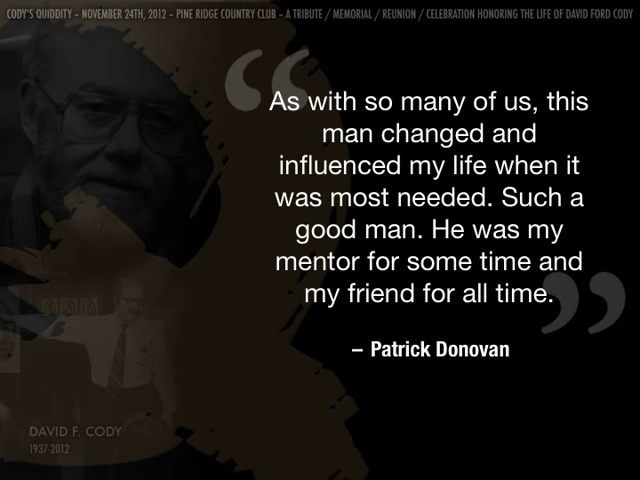 CODY'S QUIDDITY – NOVEMBER 24TH, 2012 – PINE RIDGE COUNTRY CLUB – A TRIBUTE / MEMORIAL / REUNION / CELEBRATION HONORING THE LIFE OF DAVID FORD CODY
“
As with so many of us, this
man changed and
influenced my life when it
was most needed. Such a
good man. He was my
mentor for some time and
my friend for all time.
”
– Patrick Donovan
DAVID F. CODY
1937-2012